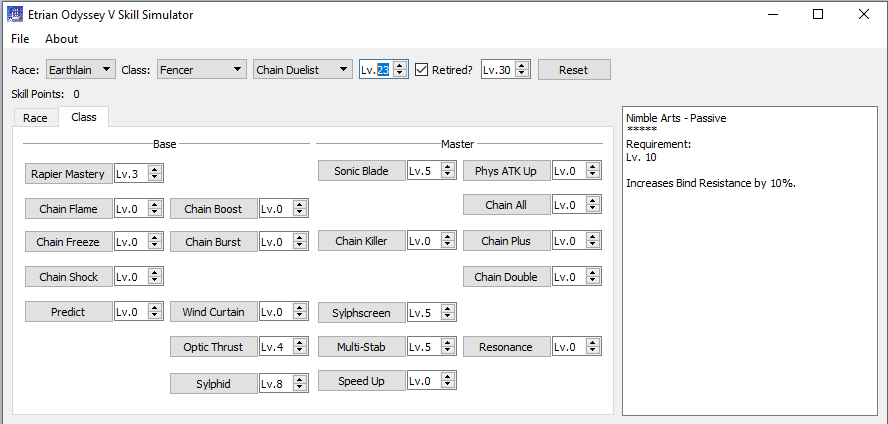 Etrian Odyssey V Skill Simulator
File About
Race: Earthlain Class: Fencer Chain Duelist Lv.23 Retired? Lv.30 Reset
Skill Points: 0
Race Class
Base Master
Rapier Mastery Lv.3 Sonic Blade Lv.5 Phys ATK Up Lv.0
Chain Flame Lv.0 Chain Boost Lv.0 Chain All Lv.0
Chain Freeze Lv.0 Chain Burst Lv.0 Chain Killer Lv.0 Chain Plus Lv.0
Chain Shock Lv.0 Chain Double Lv.0
Predict Lv.0 Wind Curtain Lv.0 Sylphscreen Lv.5
Optic Thrust Lv.4 Multi-Stab Lv.5 Resonance Lv.0
Sylphid Lv.8 Speed Up Lv.0
Nimble Arts - Passive
*****
Requirement:
Lv. 10
Increases Bind Resistance by 10%.